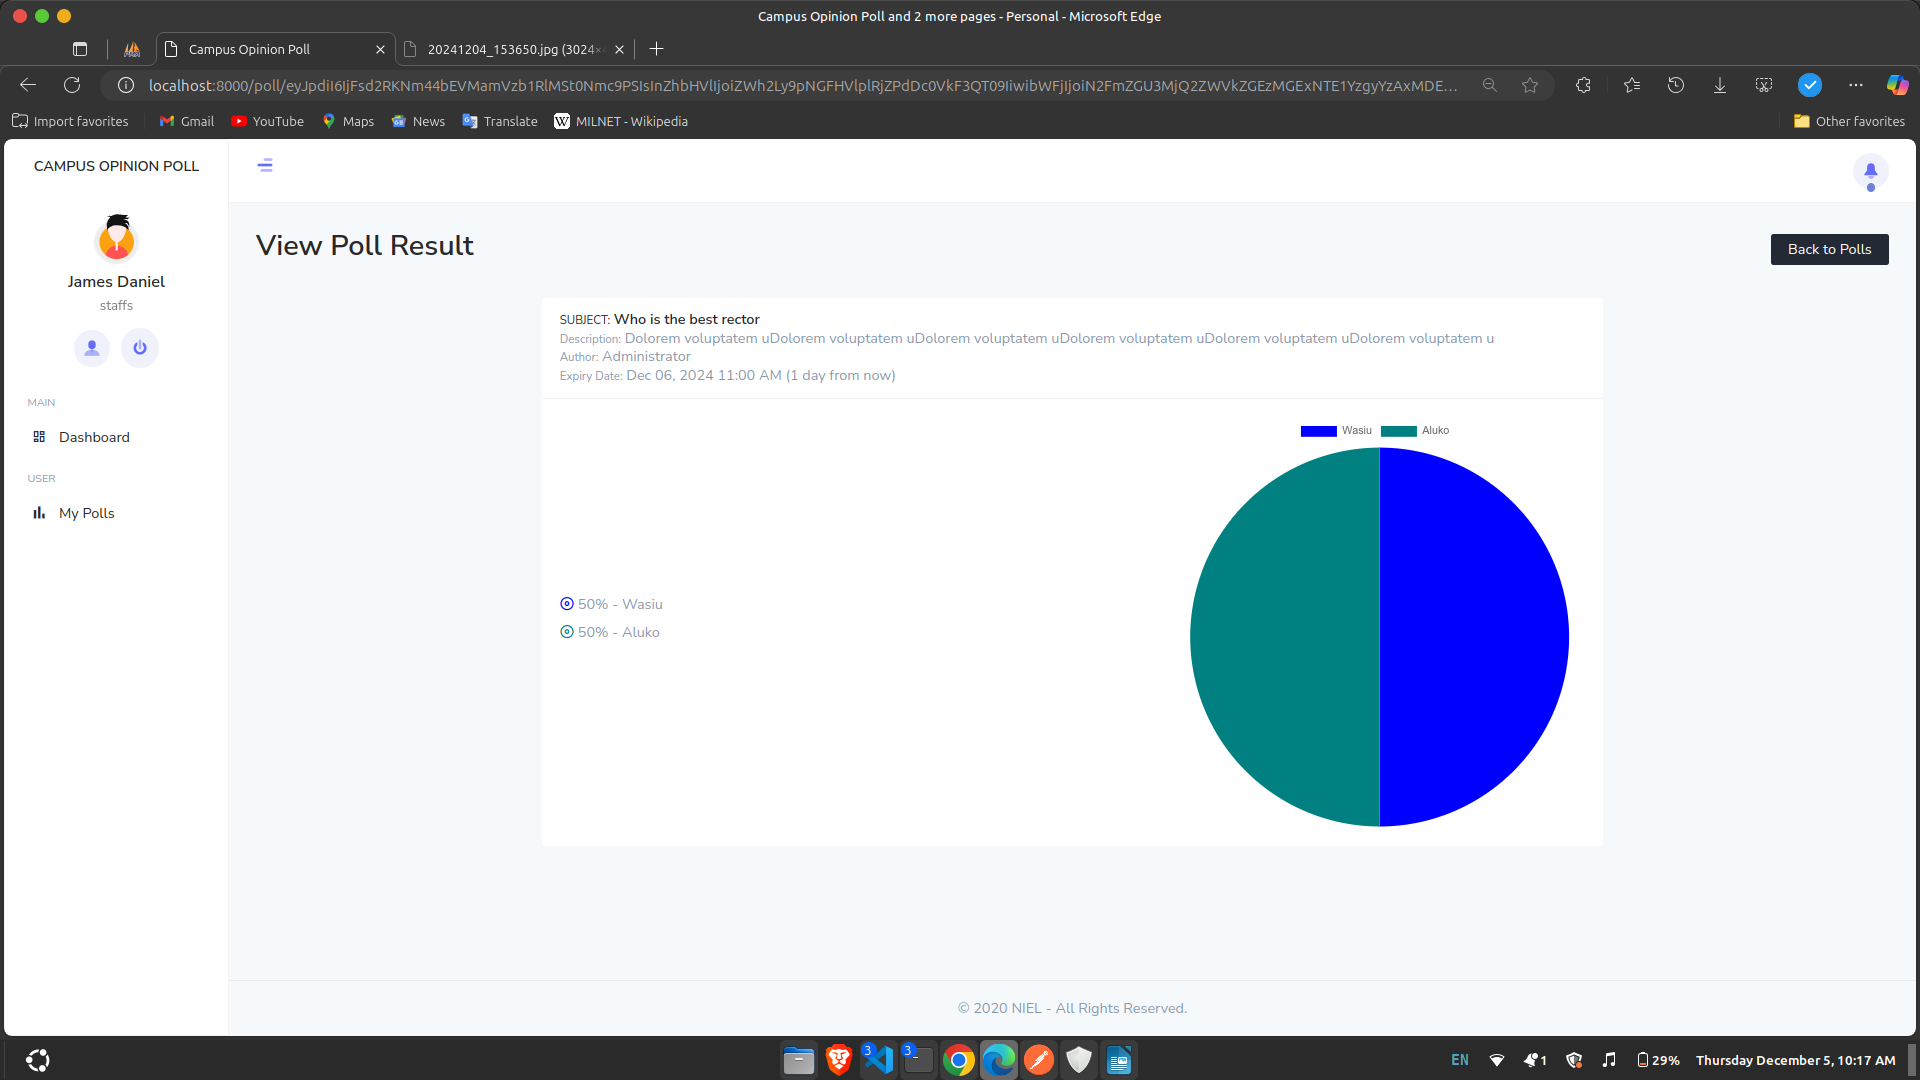 Campus Opinion Poll and 2 more pages - Personal - Microsoft Edge
Campus Opinion Poll
20241204_153650.jpg (3024×
Import favorites
Gmail
YouTube
Maps
News
Translate
MILNET - Wikipedia
Other favorites
CAMPUS OPINION POLL
James Daniel
staffs
MAIN
Dashboard
USER
My Polls
View Poll Result
Back to Polls
SUBJECT: Who is the best rector
Description: Dolorem voluptatem uDolorem voluptatem uDolorem voluptatem uDolorem voluptatem uDolorem voluptatem uDolorem voluptatem u
Author: Administrator
Expiry Date: Dec 06, 2024 11:00 AM (1 day from now)
Wasiu
Aluko
50% - Wasiu
50% - Aluko
© 2020 NIEL - All Rights Reserved.
3
3
EN
1
29%
Thursday December 5, 10:17 AM